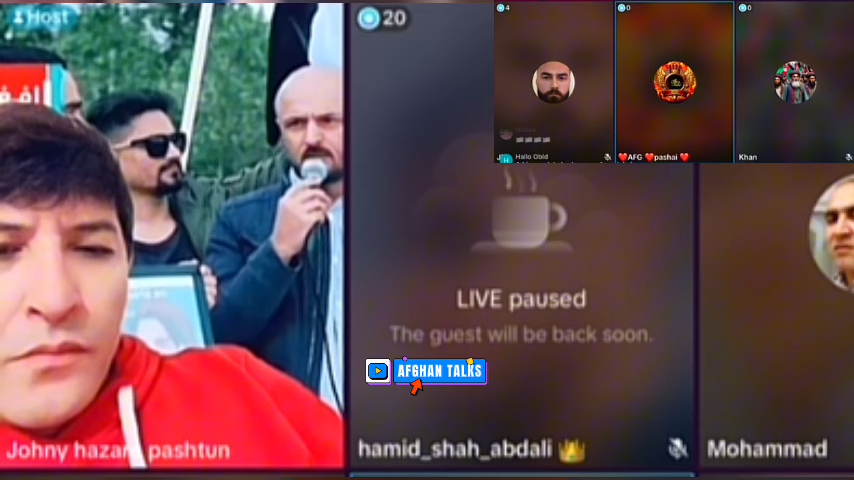 Host
20
4
0
0
Hallo Obid
❤️AFG ❤️pashai ❤️
Khan
LIVE paused
The guest will be back soon.
AFGHAN TALKS
Johny hazara pashtun
hamid_shah_abdali 👑
Mohammad